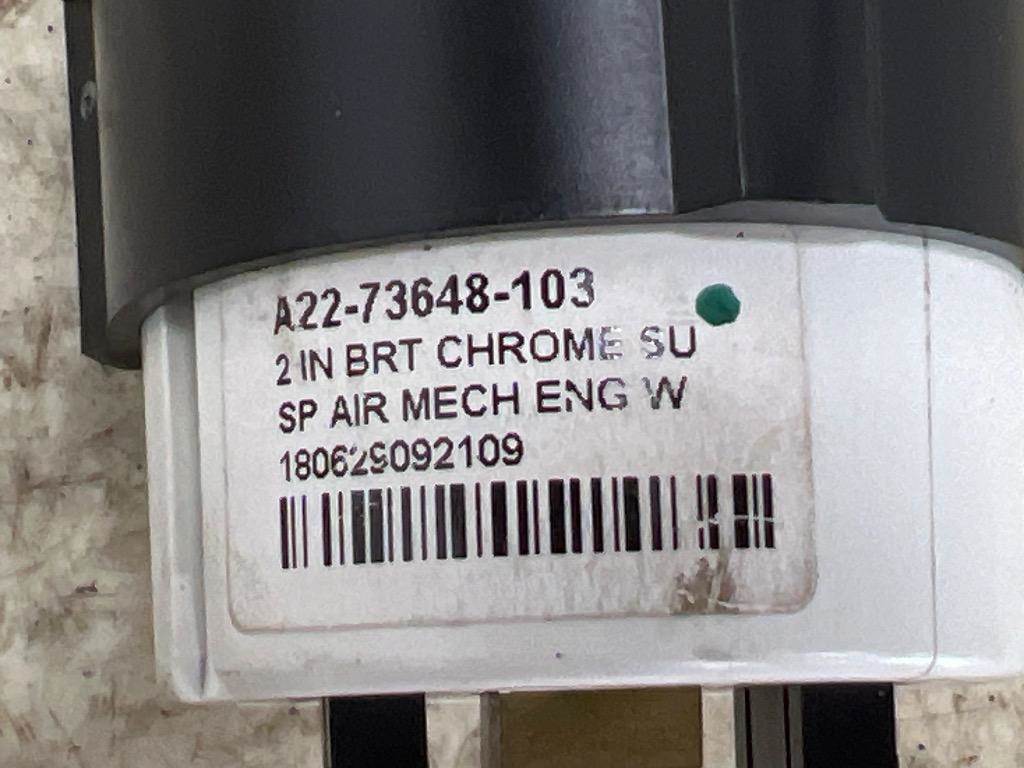 A22-73648-103
2 IN BRT CHROME SU
SP AIR MECH ENG W
180629092109